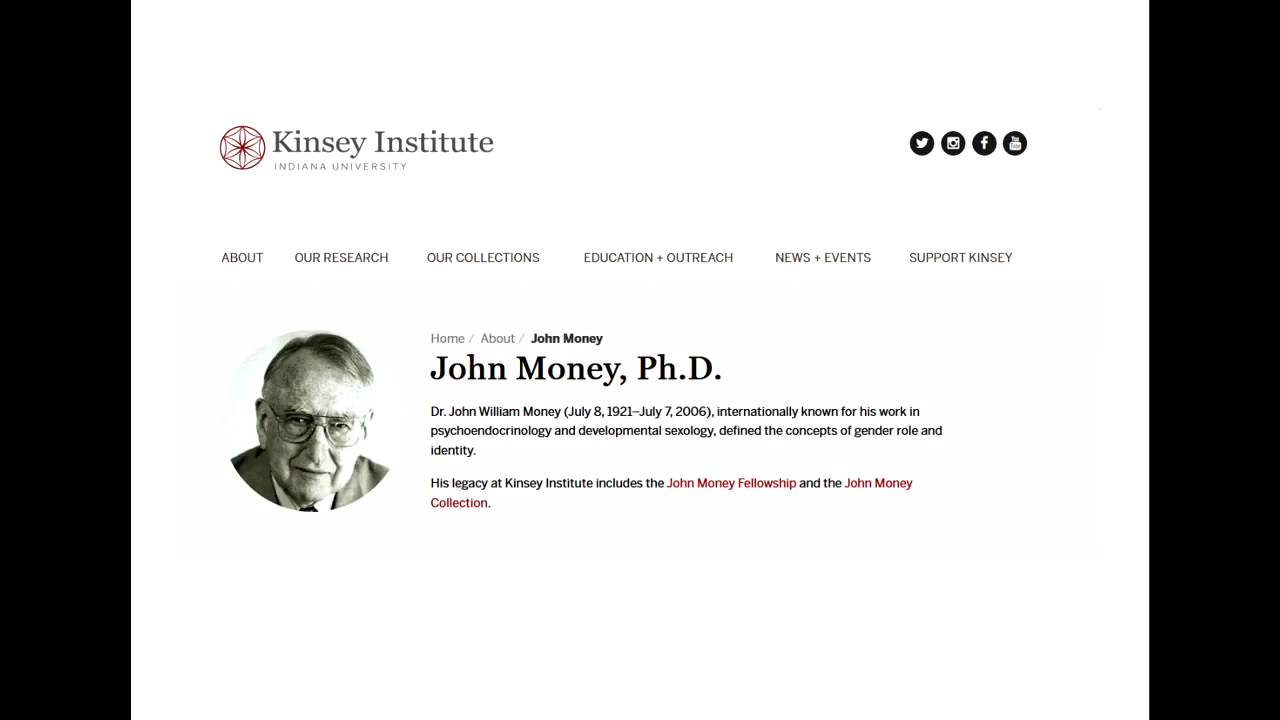 Kinsey Institute
INDIANA UNIVERSITY
You
Tube
ABOUT OUR RESEARCH OUR COLLECTIONS EDUCATION + OUTREACH NEWS + EVENTS SUPPORT KINSEY
Home / About / John Money
John Money, Ph.D.
Dr. John William Money (July 8, 1921–July 7, 2006), internationally known for his work in
psychoendocrinology and developmental sexology, defined the concepts of gender role and
identity.
His legacy at Kinsey Institute includes the John Money Fellowship and the John Money
Collection.